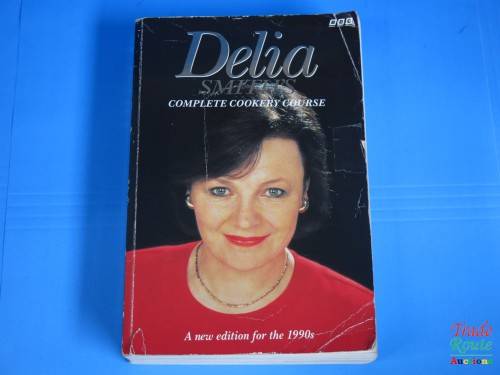 BBC
Delia
SMITH'S
COMPLETE COOKERY COURSE
A new edition for the 1990s
Trade
Route
Auctions